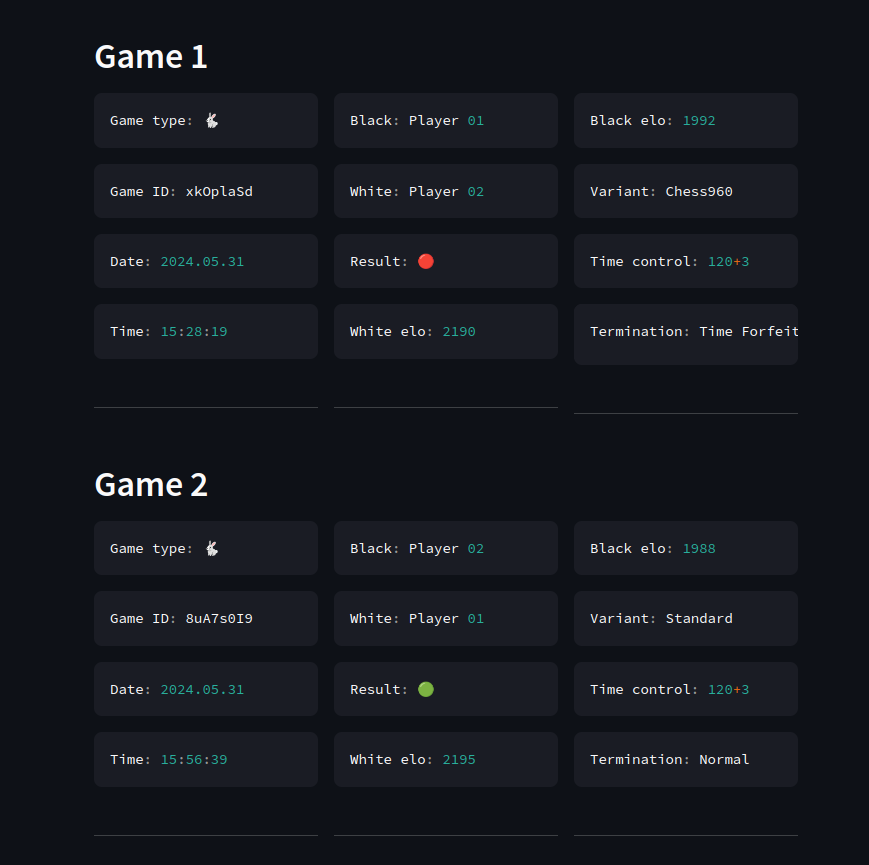 Game 1
Game type: 🐇
Black: Player 01
Black elo: 1992
Game ID: xkOplaSd
White: Player 02
Variant: Chess960
Date: 2024.05.31
Result: 🔴
Time control: 120+3
Time: 15:28:19
White elo: 2190
Termination: Time Forfeit
Game 2
Game type: 🐇
Black: Player 02
Black elo: 1988
Game ID: 8uA7s0I9
White: Player 01
Variant: Standard
Date: 2024.05.31
Result: 🟢
Time control: 120+3
Time: 15:56:39
White elo: 2195
Termination: Normal